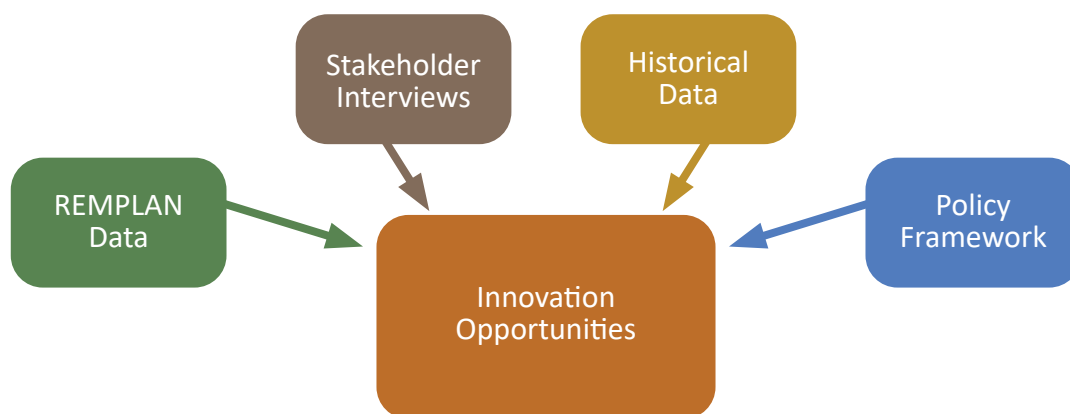 Stakeholder
Interviews
Historical
Data
REMPLAN
Data
Policy
Framework
Innovation
Opportunities